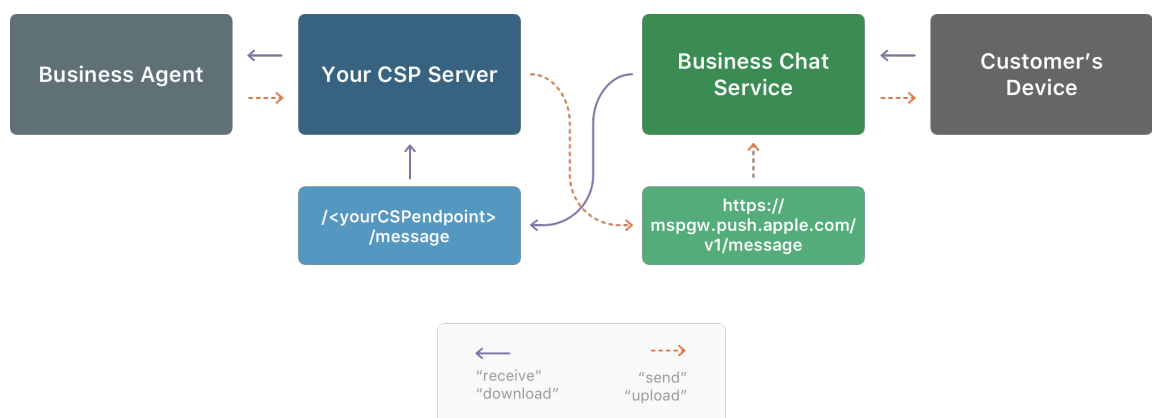 Business Agent
Your CSP Server
Business Chat
Service
Customer’s
Device
/<yourCSPendpoint>
/message
https://
mspgw.push.apple.com/
v1/message
“receive”
“download”
“send”
“upload”